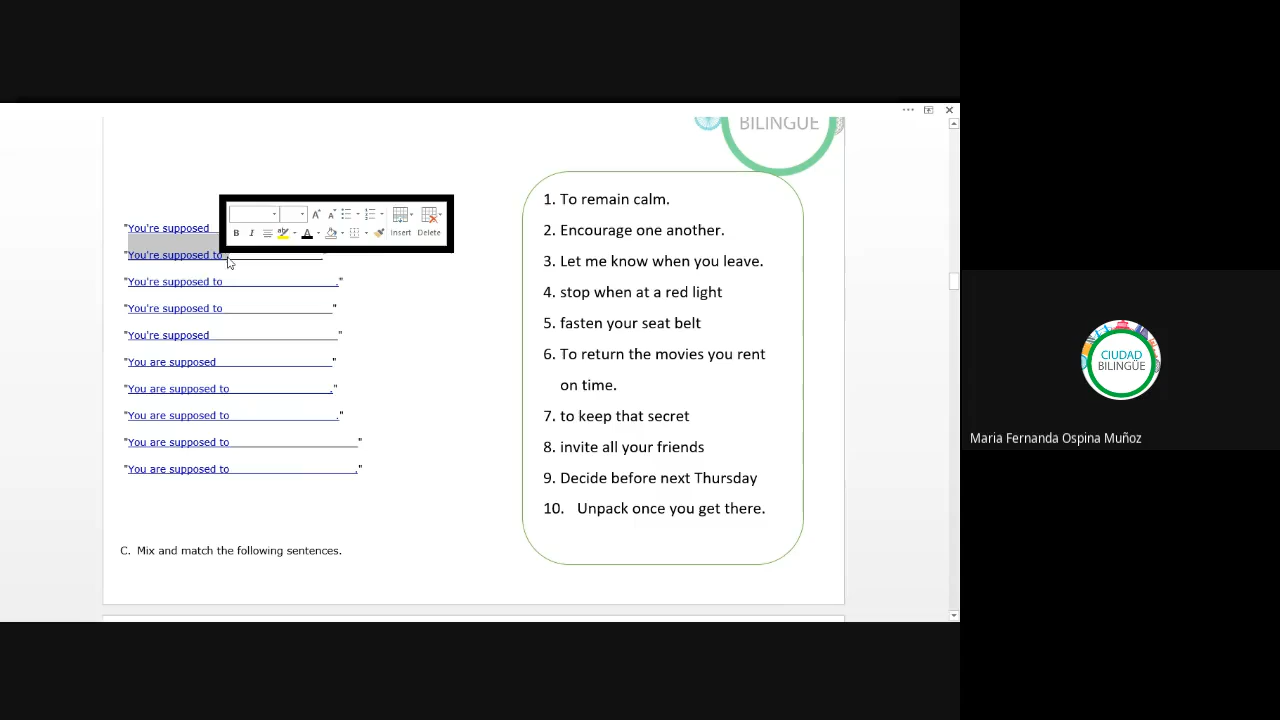 BILINGÜE
"You're supposed
"You're supposed to ."
"You're supposed to ."
"You're supposed to "
"You're supposed "
"You are supposed "
"You are supposed to ."
"You are supposed to ."
"You are supposed to "
"You are supposed to ."
C. Mix and match the following sentences.
B I ab A Insert Delete
1. To remain calm.
2. Encourage one another.
3. Let me know when you leave.
4. stop when at a red light
5. fasten your seat belt
6. To return the movies you rent
on time.
7. to keep that secret
8. invite all your friends
9. Decide before next Thursday
10. Unpack once you get there.
CIUDAD
BILINGÜE
Maria Fernanda Ospina Muñoz